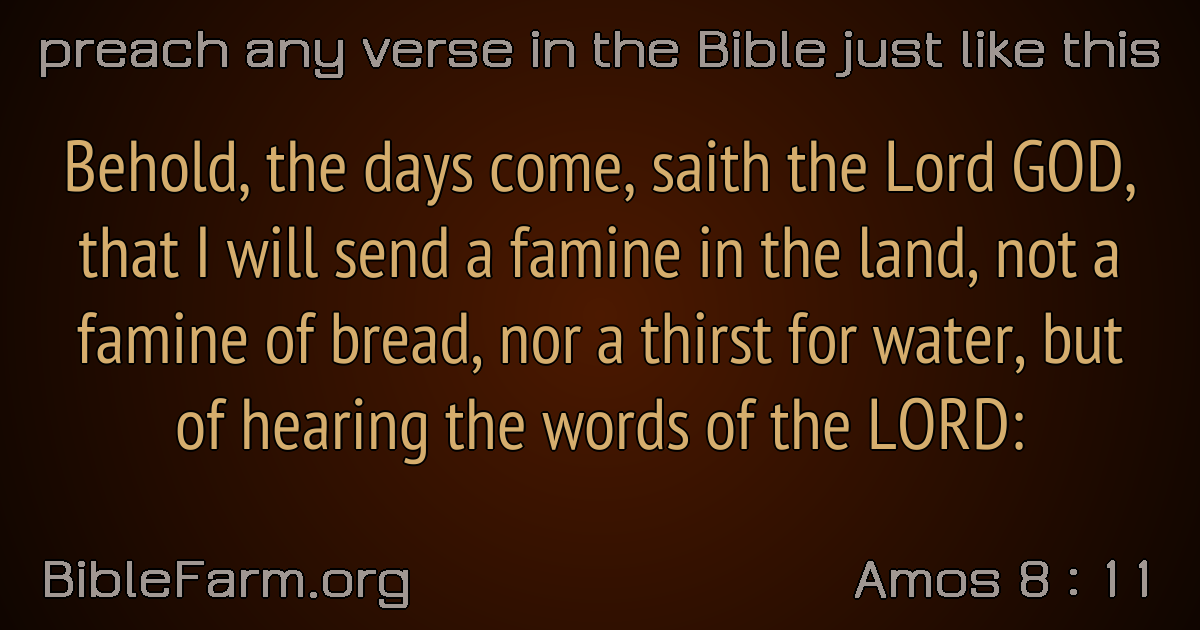 preach any verse in the Bible just like this
Behold, the days come, saith the Lord GOD,
that I will send a famine in the land, not a
famine of bread, nor a thirst for water, but
of hearing the words of the LORD:
BibleFarm.org
Amos 8 : 11